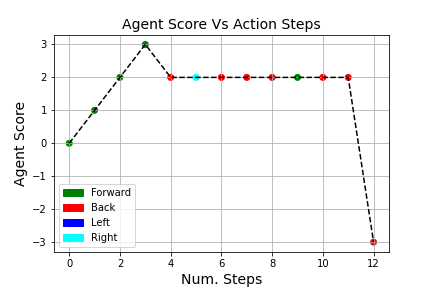 Agent Score Vs Action Steps
Agent Score
3
2
1
0
−1
−2
−3
Forward
Back
Left
Right
0 2 4 6 8 10 12
Num. Steps